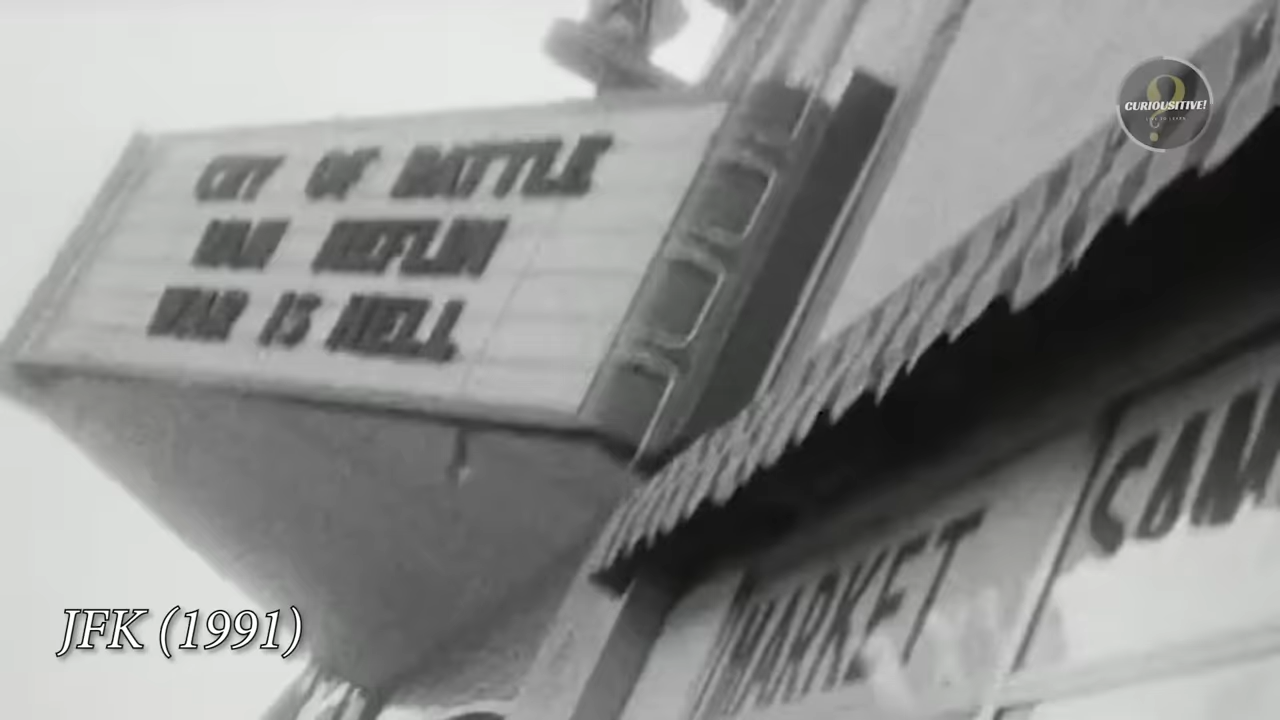 CRY OF BATTLE
VAN HEFLIN
WAR IS HELL
MARKET
CURIOUSITIVE!
JFK (1991)